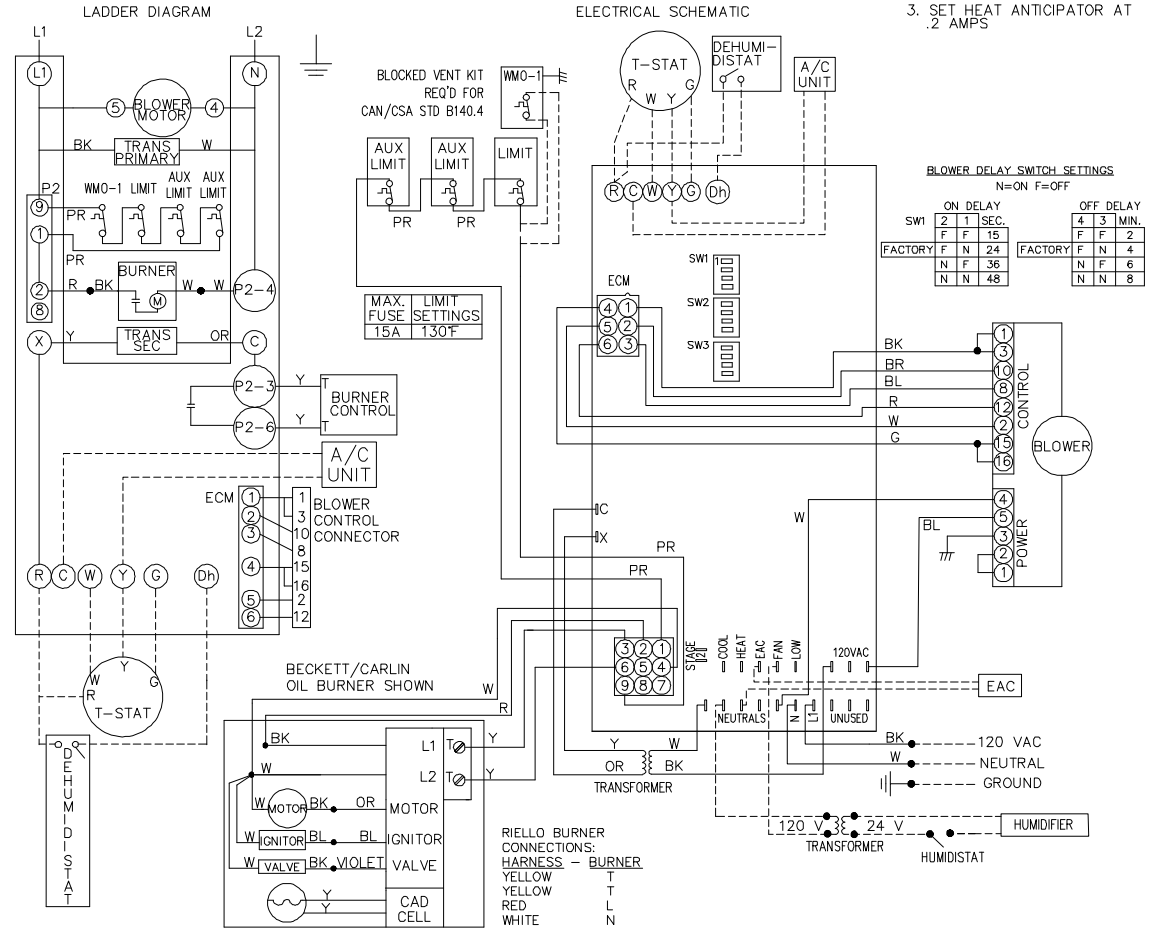 LADDER DIAGRAM
ELECTRICAL SCHEMATIC
3. SET HEAT ANTICIPATOR AT
.2 AMPS
L1
L2
L1
N
5
BLOWER
MOTOR
4
BK
TRANS
PRIMARY
W
P2
WMO-1
LIMIT
AUX
LIMIT
AUX
LIMIT
9
PR
1
PR
BURNER
2
R
BK
M
W
W
P2-4
8
X
Y
TRANS
SEC
OR
C
P2-3
Y
T
BURNER
CONTROL
P2-6
Y
T
A/C
UNIT
ECM
1
2
3
4
5
6
1
3
10
8
15
16
2
12
BLOWER
CONTROL
CONNECTOR
R
C
W
Y
G
Dh
Y
W
R
G
T-STAT
DEHUMIDISTAT
BLOCKED VENT KIT
REQ'D FOR
CAN/CSA STD B140.4
WMO-1
AUX
LIMIT
AUX
LIMIT
LIMIT
PR
PR
MAX.
FUSE
LIMIT
SETTINGS
15A
130°F
T-STAT
R
W
Y
G
DEHUMI-
DISTAT
A/C
UNIT
R
C
W
Y
G
Dh
SW1
1
SW2
SW3
ECM
4
1
5
2
6
3
BLOWER DELAY SWITCH SETTINGS
N=ON F=OFF
ON DELAY
SW1
2 1 SEC.
F F 15
FACTORY F N 24
N F 36
N N 48
OFF DELAY
4 3 MIN.
F F 2
FACTORY F N 4
N F 6
N N 8
BK
BR
BL
R
W
G
1
3
10
8
12
2
15
16
CONTROL
BLOWER
4
5
3
2
1
POWER
W
BL
C
X
PR
PR
3 2 1
6 5 4
9 8 7
STAGE
2
COOL
HEAT
EAC
FAN
LOW
120VAC
NEUTRALS
N
L1
UNUSED
EAC
Y
W
OR
BK
TRANSFORMER
BK
120 VAC
W
NEUTRAL
GROUND
120 V
24 V
TRANSFORMER
HUMIDIFIER
HUMIDISTAT
BECKETT/CARLIN
OIL BURNER SHOWN
W
R
BK
L1
T
Y
W
L2
T
Y
W
MOTOR
BK
OR
MOTOR
W
IGNITOR
BL
BL
IGNITOR
W
VALVE
BK
VIOLET
VALVE
Y
Y
CAD
CELL
RIELLO BURNER
CONNECTIONS:
HARNESS - BURNER
YELLOW T
YELLOW T
RED L
WHITE N